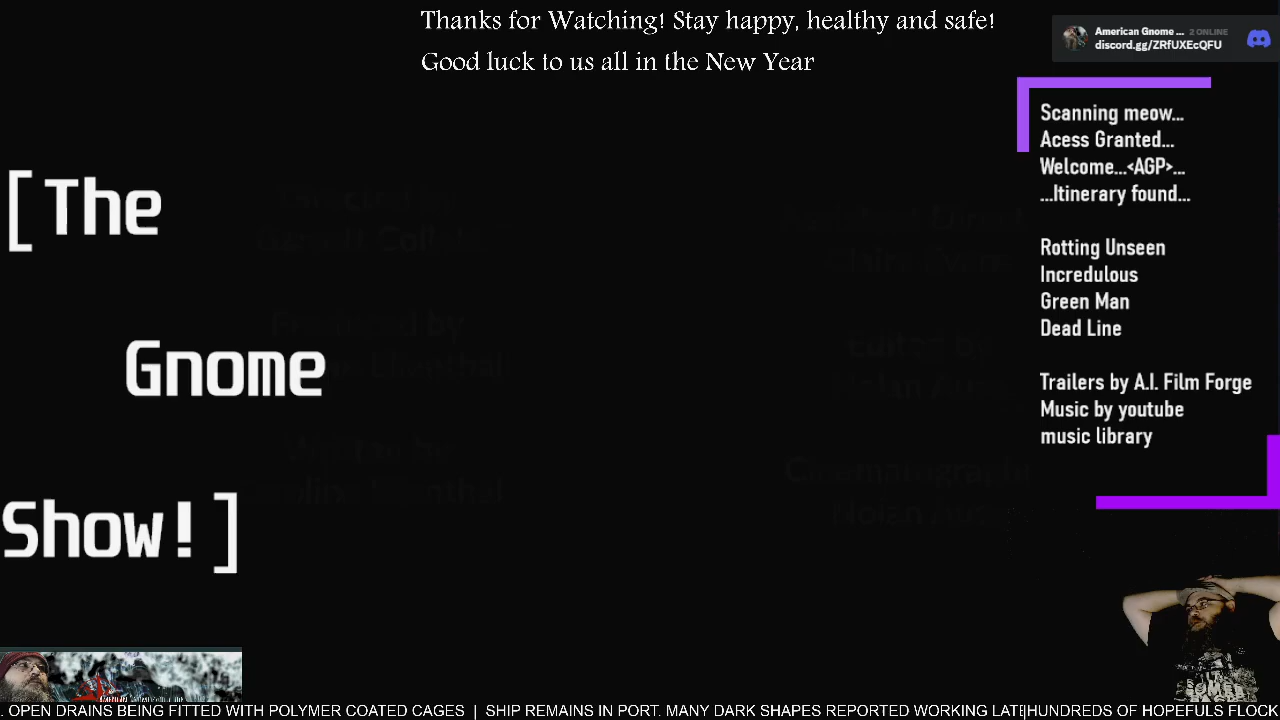 Thanks for Watching! Stay happy, healthy and safe!
Good luck to us all in the New Year
American Gnome ... 2 ONLINE
discord.gg/ZRfUXEcQFU
Scanning meow...
Acess Granted...
Welcome...<AGP>...
...Itinerary found...
Rotting Unseen
Incredulous
Green Man
Dead Line
Trailers by A.I. Film Forge
Music by youtube
music library
[The
Gnome
Show!]
. OPEN DRAINS BEING FITTED WITH POLYMER COATED CAGES | SHIP REMAINS IN PORT. MANY DARK SHAPES REPORTED WORKING LATE|HUNDREDS OF HOPEFULS FLOCK